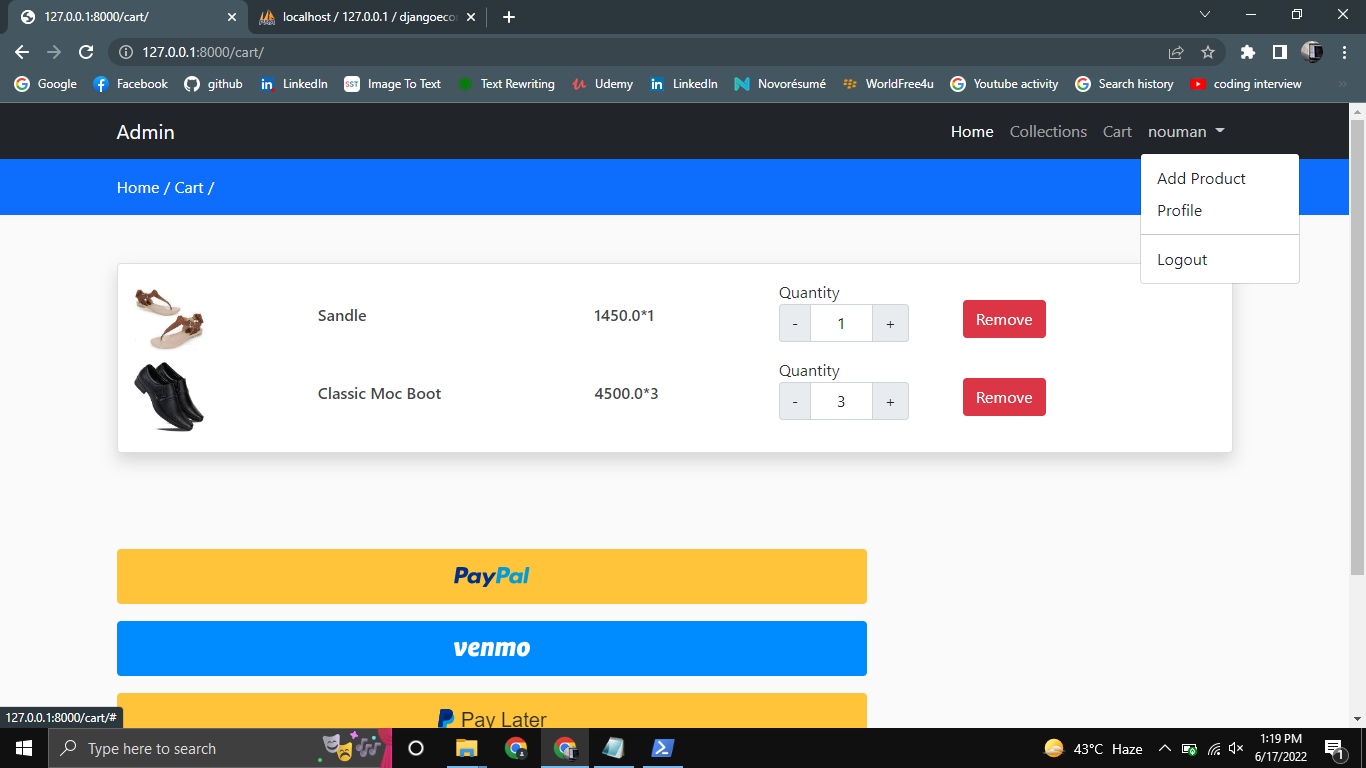 127.0.0.1:8000/cart/
localhost / 127.0.0.1 / djangoeco
127.0.0.1:8000/cart/
Google Facebook github LinkedIn Image To Text Text Rewriting Udemy LinkedIn Novorésumé WorldFree4u Youtube activity Search history coding interview
Admin Home Collections Cart nouman
Home / Cart /
Add Product
Profile
Logout
Quantity
Sandle 1450.0*1 - 1 + Remove
Quantity
Classic Moc Boot 4500.0*3 - 3 + Remove
PayPal
venmo
Pay Later
127.0.0.1:8000/cart/#
Type here to search
43°C Haze
1:19 PM
6/17/2022
1